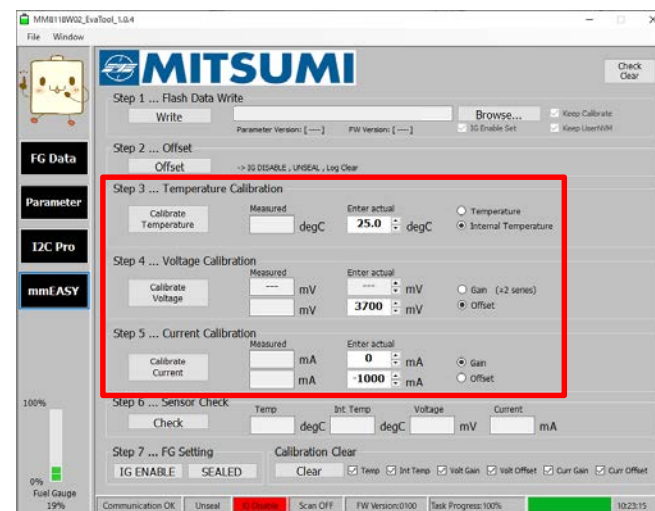 MM8118W02_EvaTool_1.0.4
File Window
MITSUMI
Check
Clear
Step 1 ... Flash Data Write
Write
Browse...
Keep Calibrate
Parameter Version: [ ---- ] FW Version: [ ---- ]
IG Enable Set
Keep UserNVM
FG Data
Step 2 ... Offset
Offset
-> IG DISABLE , UNSEAL , Log Clear
Parameter
Step 3 ... Temperature Calibration
Measured Enter actual
Calibrate
Temperature
degC 25.0 degC
Temperature
Internal Temperature
I2C Pro
Step 4 ... Voltage Calibration
Measured Enter actual
mmEASY
Calibrate
Voltage
--- mV --- mV
Gain (±2 series)
mV 3700 mV
Offset
Step 5 ... Current Calibration
Measured Enter actual
Calibrate
Current
mA 0 mA
Gain
mA -1000 mA
Offset
100%
Step 6 ... Sensor Check
Temp Int Temp Voltage Current
Check
degC degC mV mA
Step 7 ... FG Setting
Calibration Clear
IG ENABLE SEALED Clear
Temp Int Temp Volt Gain Volt Offset Curr Gain Curr Offset
0%
Fuel Gauge
19%
Communication OK Unseal IG Disable Scan OFF FW Version:0100 Task Progress:100% 10:23:15